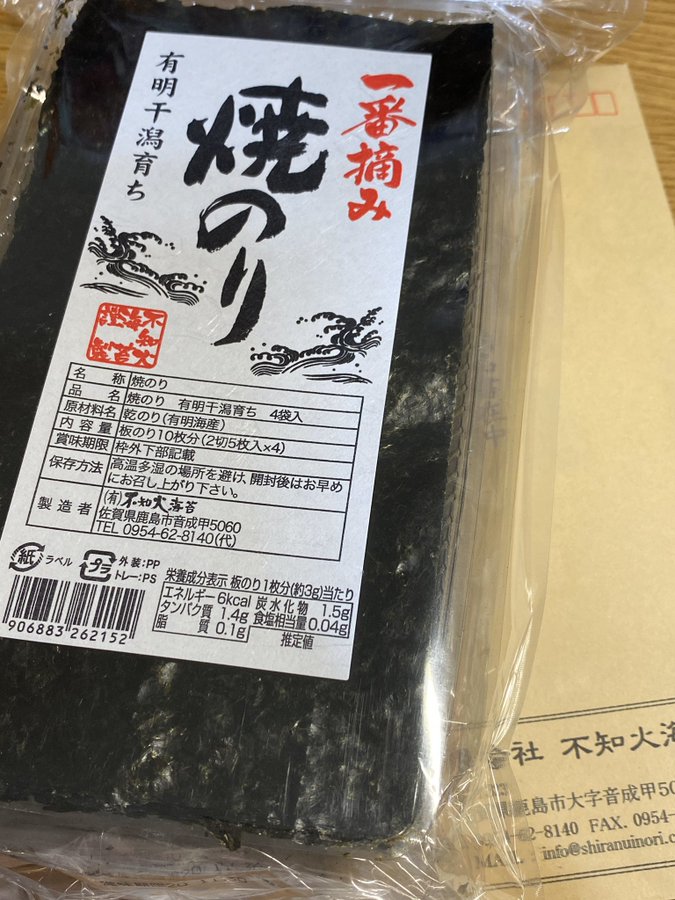 一番摘み
焼のり
有明干潟育ち
不知火
海苔
名称 焼のり
品名 焼のり 有明干潟育ち 4袋入
原材料名 乾のり(有明海産)
内容量 板のり10枚分(2切5枚入×4)
賞味期限 枠外下部記載
保存方法 高温多湿の場所を避け、開封後はお早め
にお召し上がり下さい。
製造者 (有)不知火海苔
佐賀県鹿島市音成甲5060
TEL 0954-62-8140(代)
紙 ラベル
プラ 外装:PP
トレー:PS
栄養成分表示 板のり1枚分(約3g)当たり
エネルギー 6kcal 炭水化物 1.5g
タンパク質 1.4g 食塩相当量 0.04g
脂質 0.1g 推定値
906883 262152
会社 不知火海
県鹿島市大字音成甲50
-62-8140 FAX. 0954-
MAIL info@shiranuinori.c